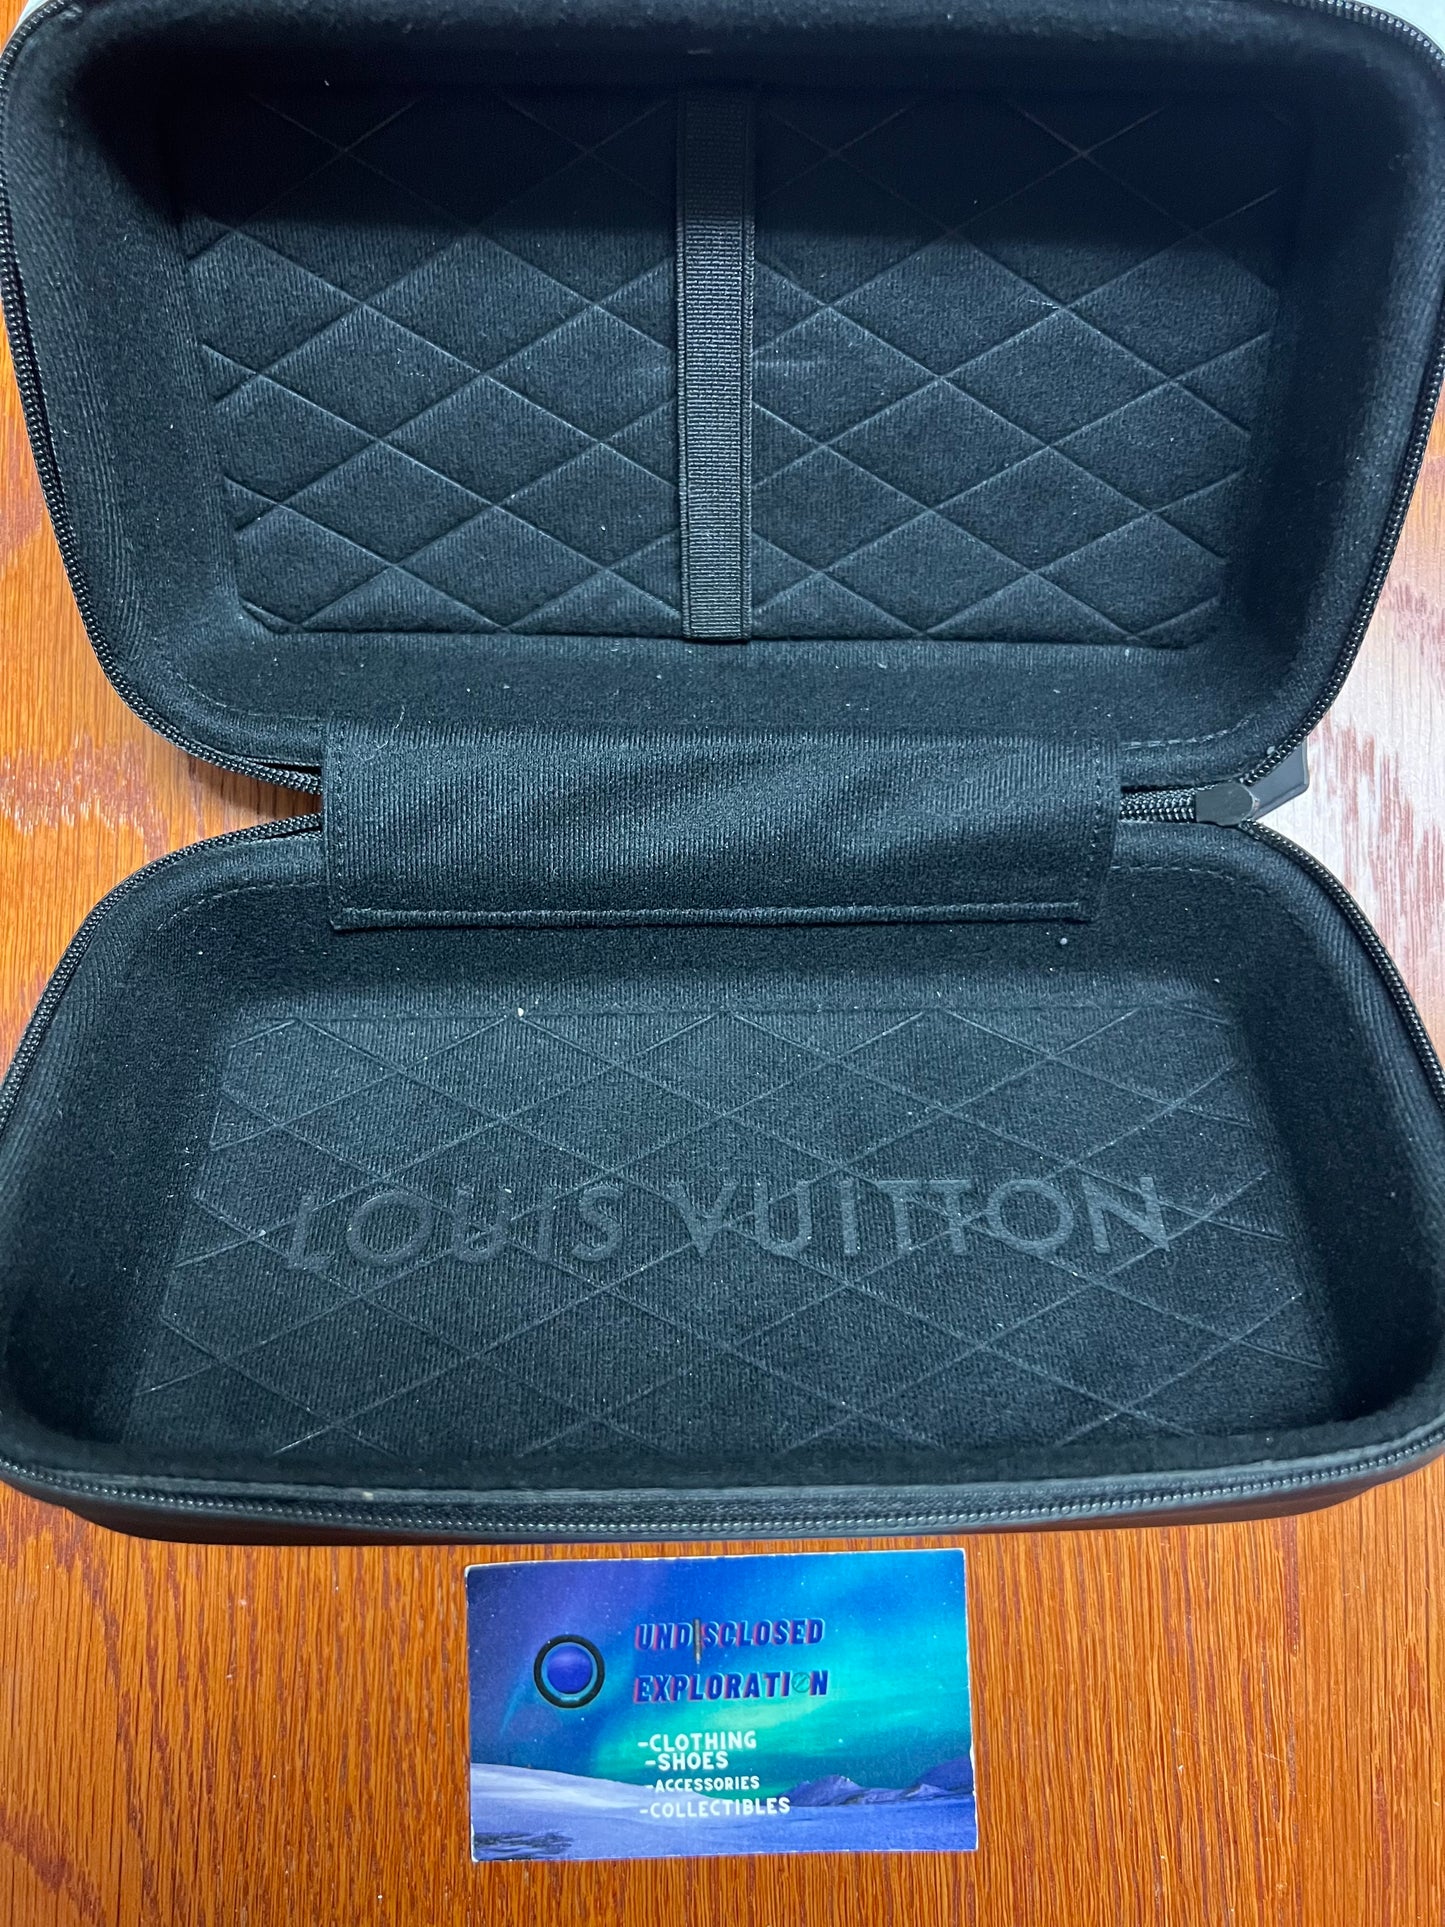 LOUIS VUITTON
UNDISCLOSED
EXPLORATION
-CLOTHING
-SHOES
-ACCESSORIES
-COLLECTIBLES